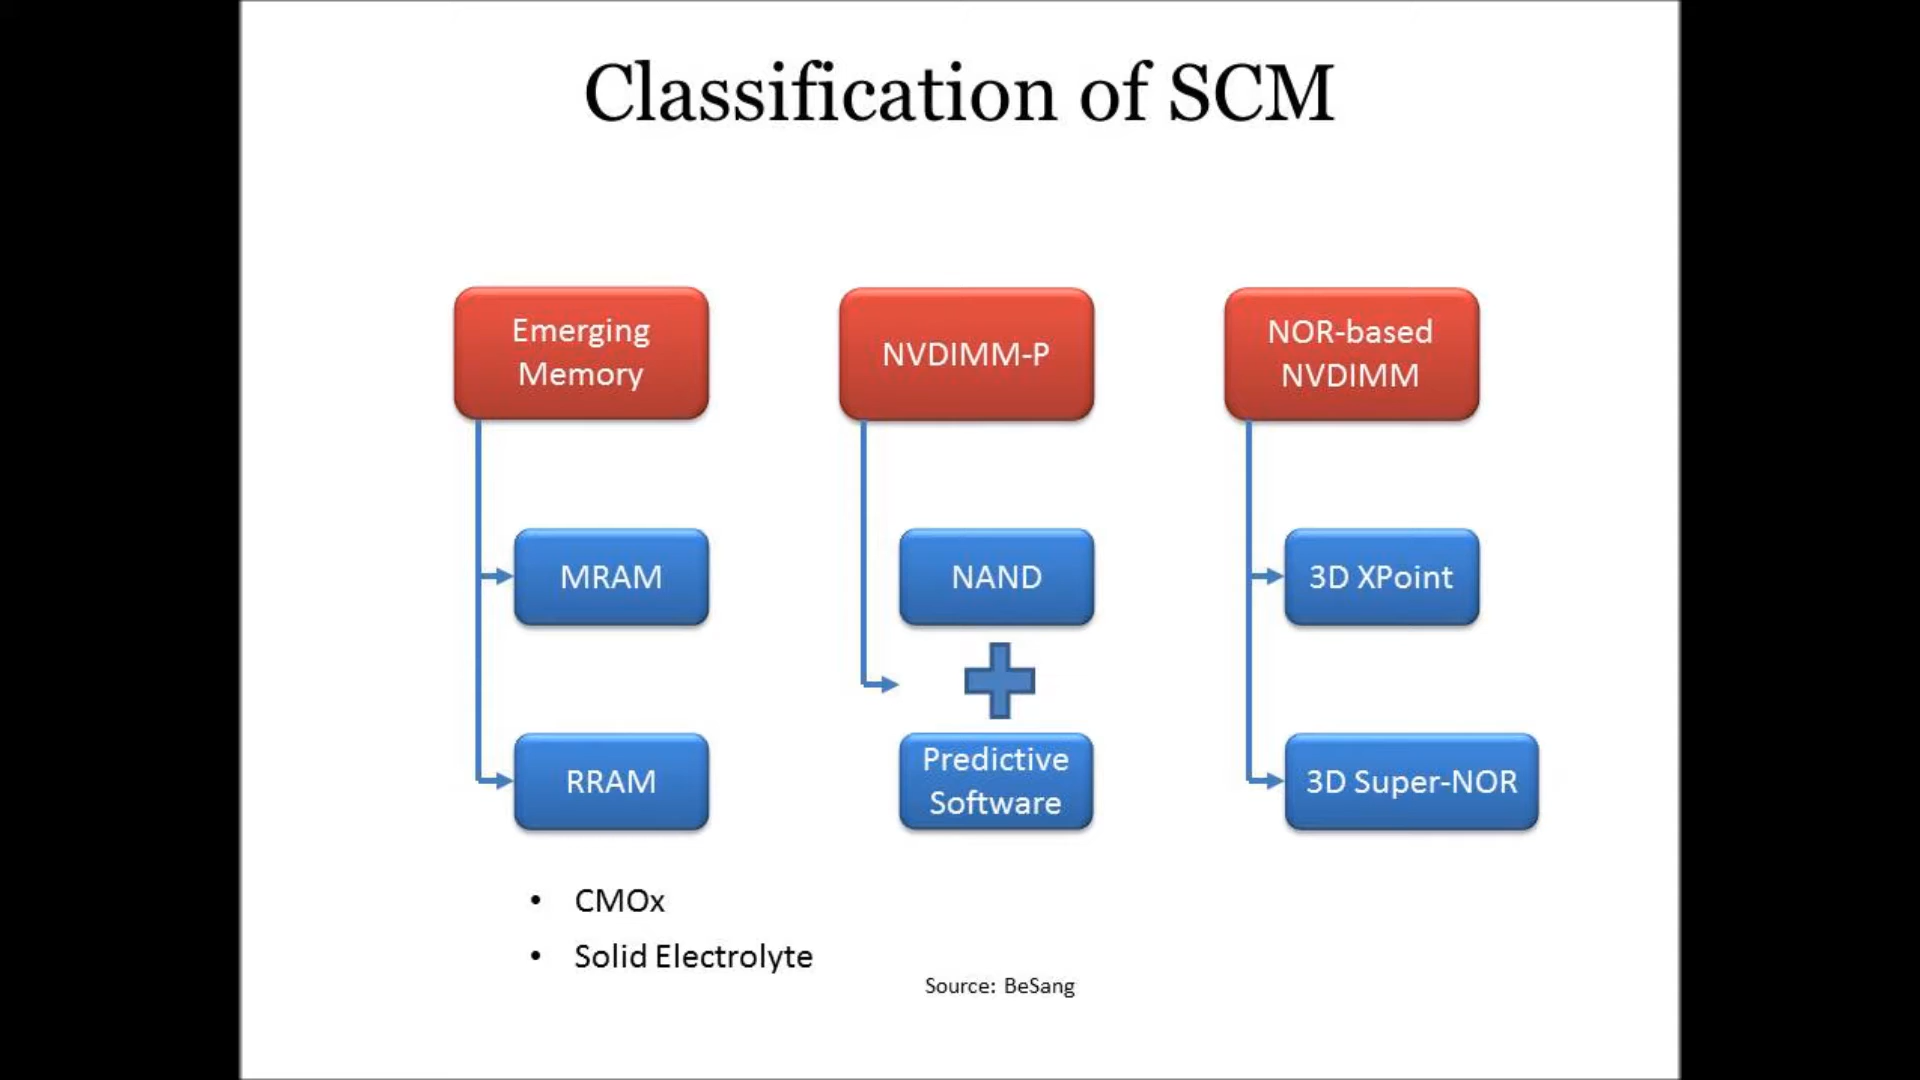 Classification of SCM
Emerging
Memory
MRAM
RRAM
• CMOx
• Solid Electrolyte
NVDIMM-P
NAND
Predictive
Software
NOR-based
NVDIMM
3D XPoint
3D Super-NOR
Source: BeSang